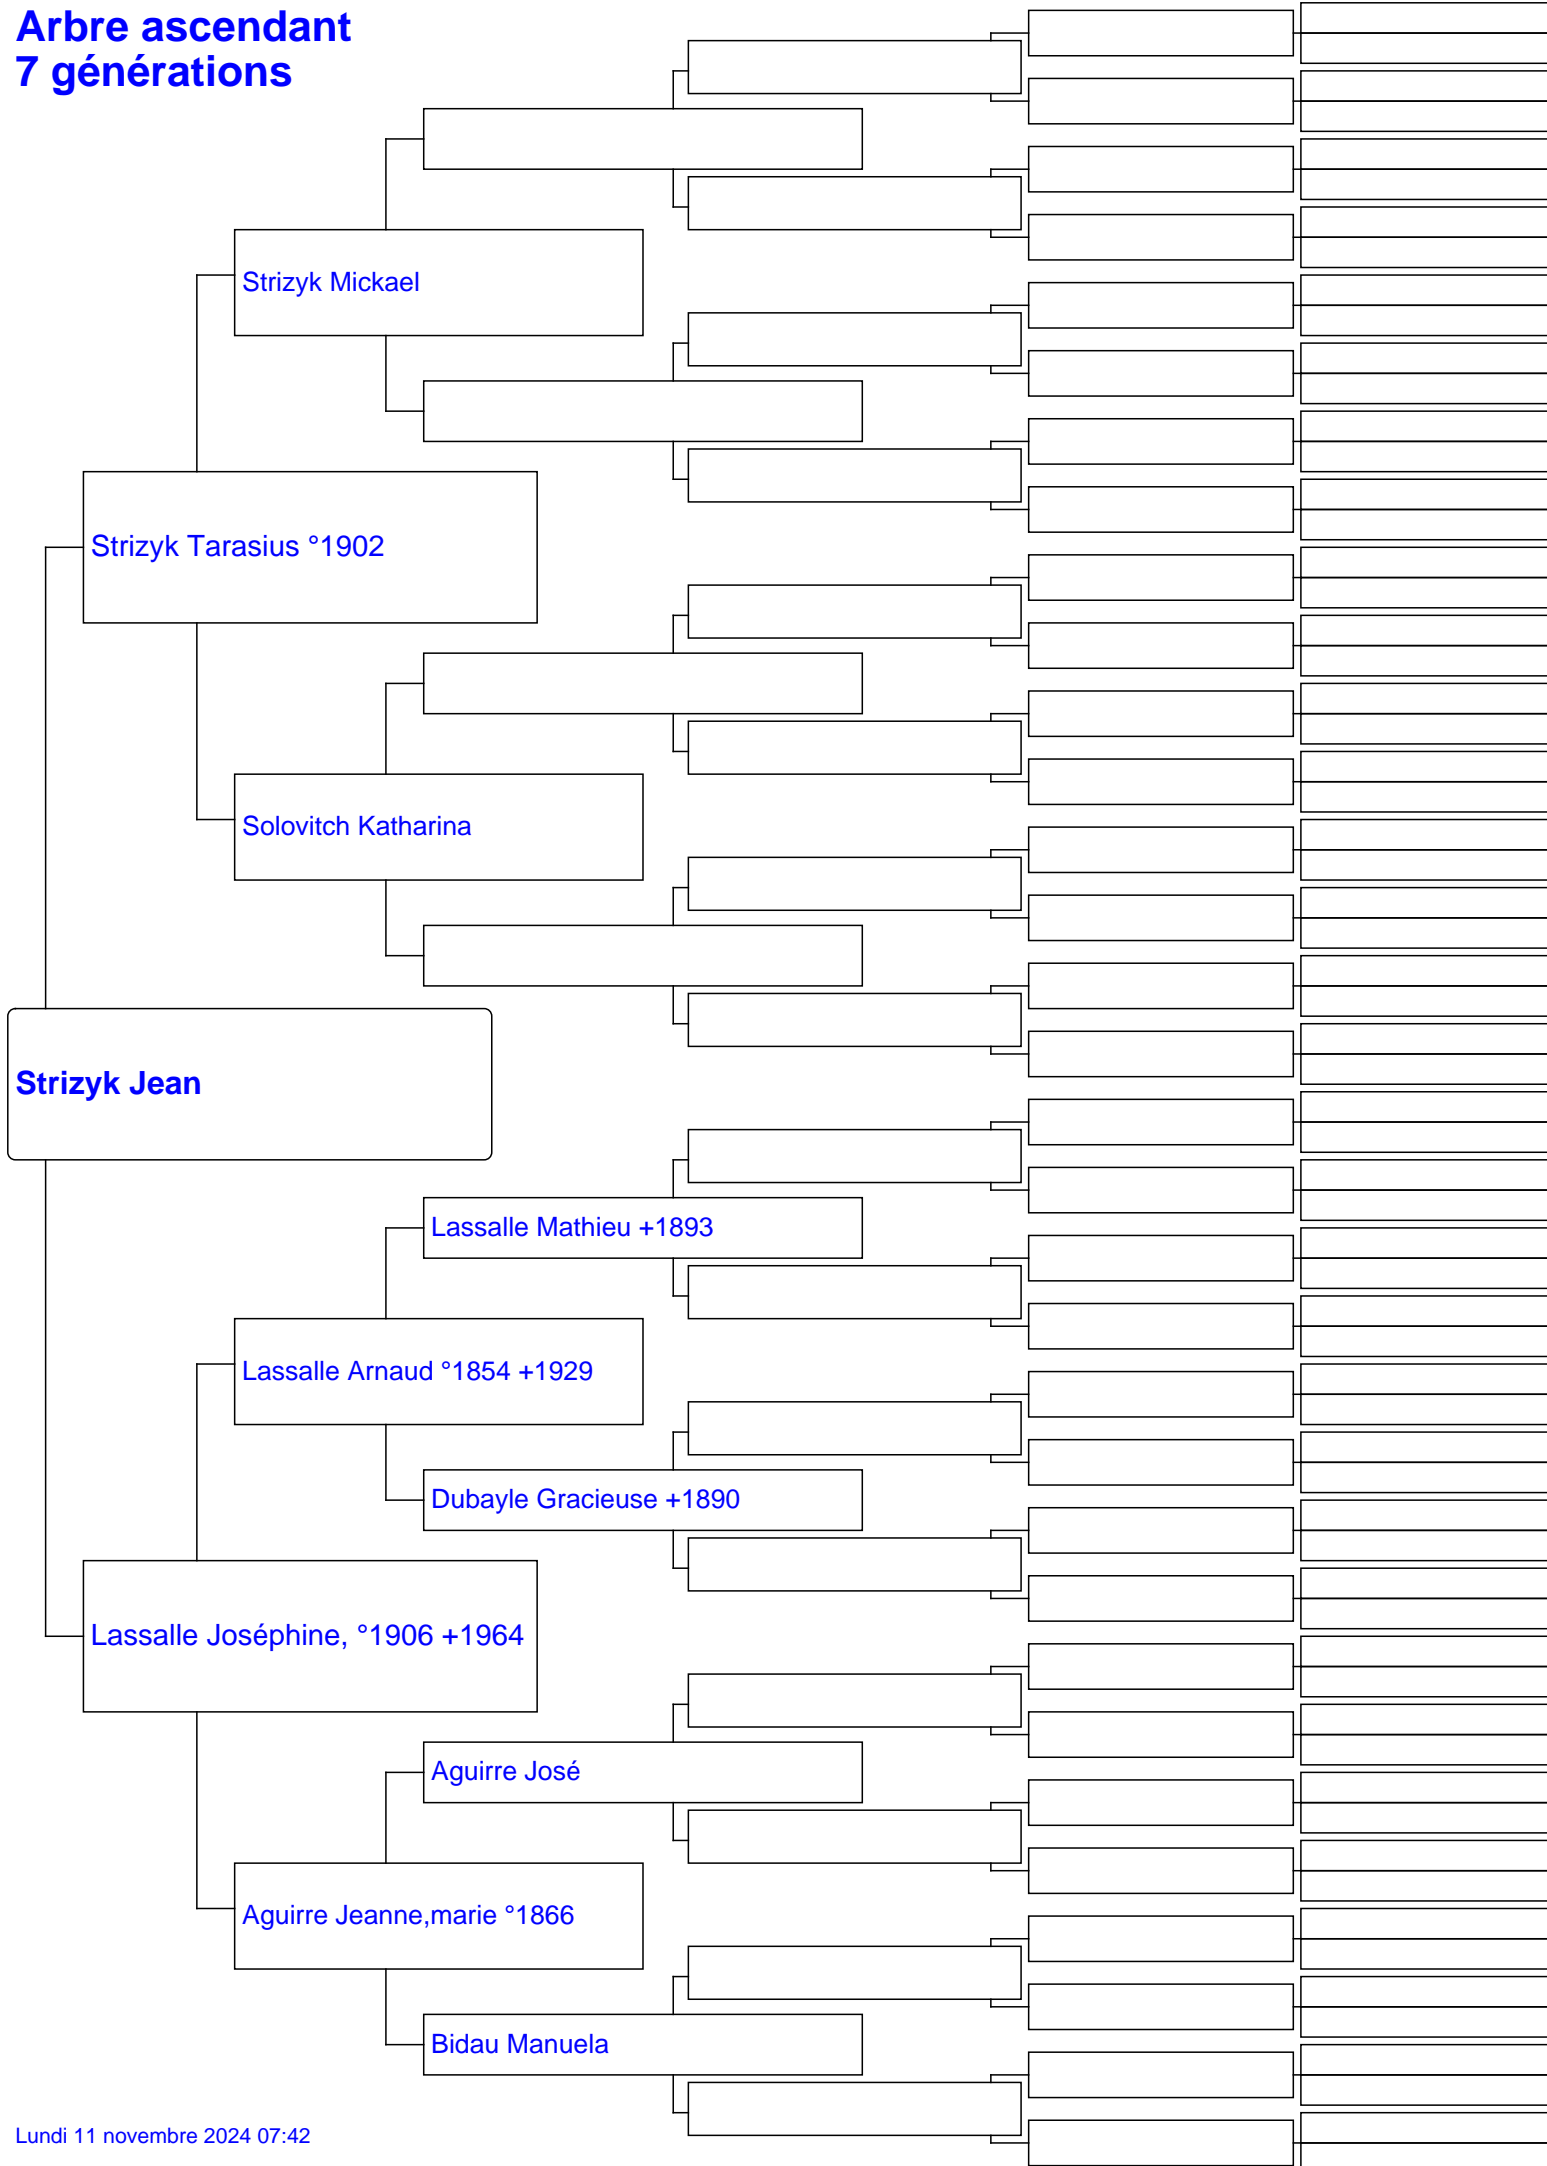 Arbre ascendant
7 générations
Strizyk Mickael
Strizyk Tarasius °1902
Solovitch Katharina
Strizyk Jean
Lassalle Mathieu +1893
Lassalle Arnaud °1854 +1929
Dubayle Gracieuse +1890
Lassalle Joséphine, °1906 +1964
Aguirre José
Aguirre Jeanne,marie °1866
Bidau Manuela
Lundi 11 novembre 2024 07:42